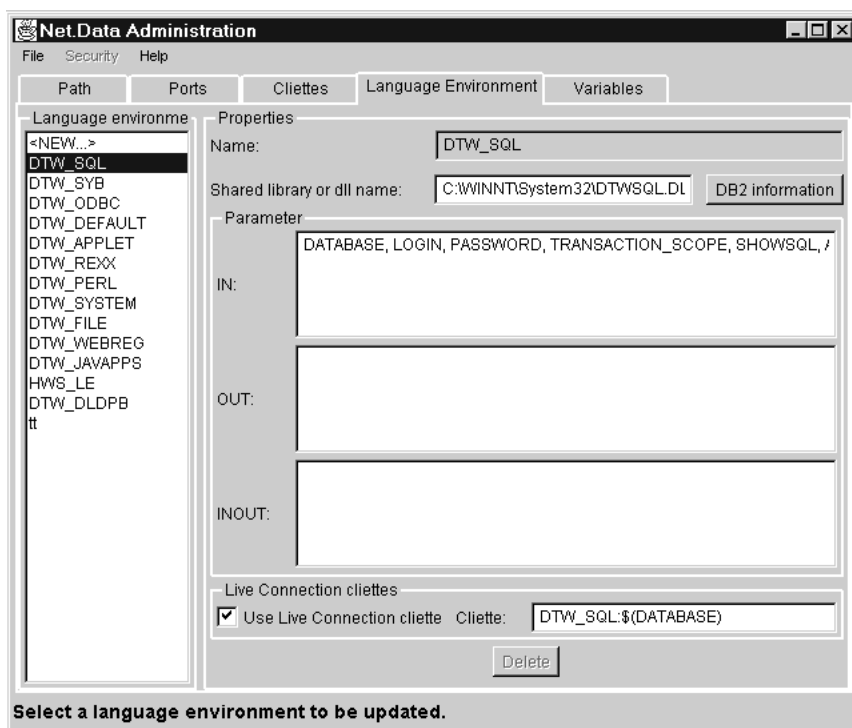 Net.Data Administration
File Security Help
Path Ports Cliettes Language Environment Variables
Language environme
<NEW...>
DTW_SQL
DTW_SYB
DTW_ODBC
DTW_DEFAULT
DTW_APPLET
DTW_REXX
DTW_PERL
DTW_SYSTEM
DTW_FILE
DTW_WEBREG
DTW_JAVAPPS
HWS_LE
DTW_DLDPB
tt
Properties
Name: DTW_SQL
Shared library or dll name: C:\WINNT\System32\DTWSQL.DL DB2 information
Parameter
IN: DATABASE, LOGIN, PASSWORD, TRANSACTION_SCOPE, SHOWSQL,
OUT:
INOUT:
Live Connection cliettes
Use Live Connection cliette Cliette: DTW_SQL:$(DATABASE)
Delete
Select a language environment to be updated.